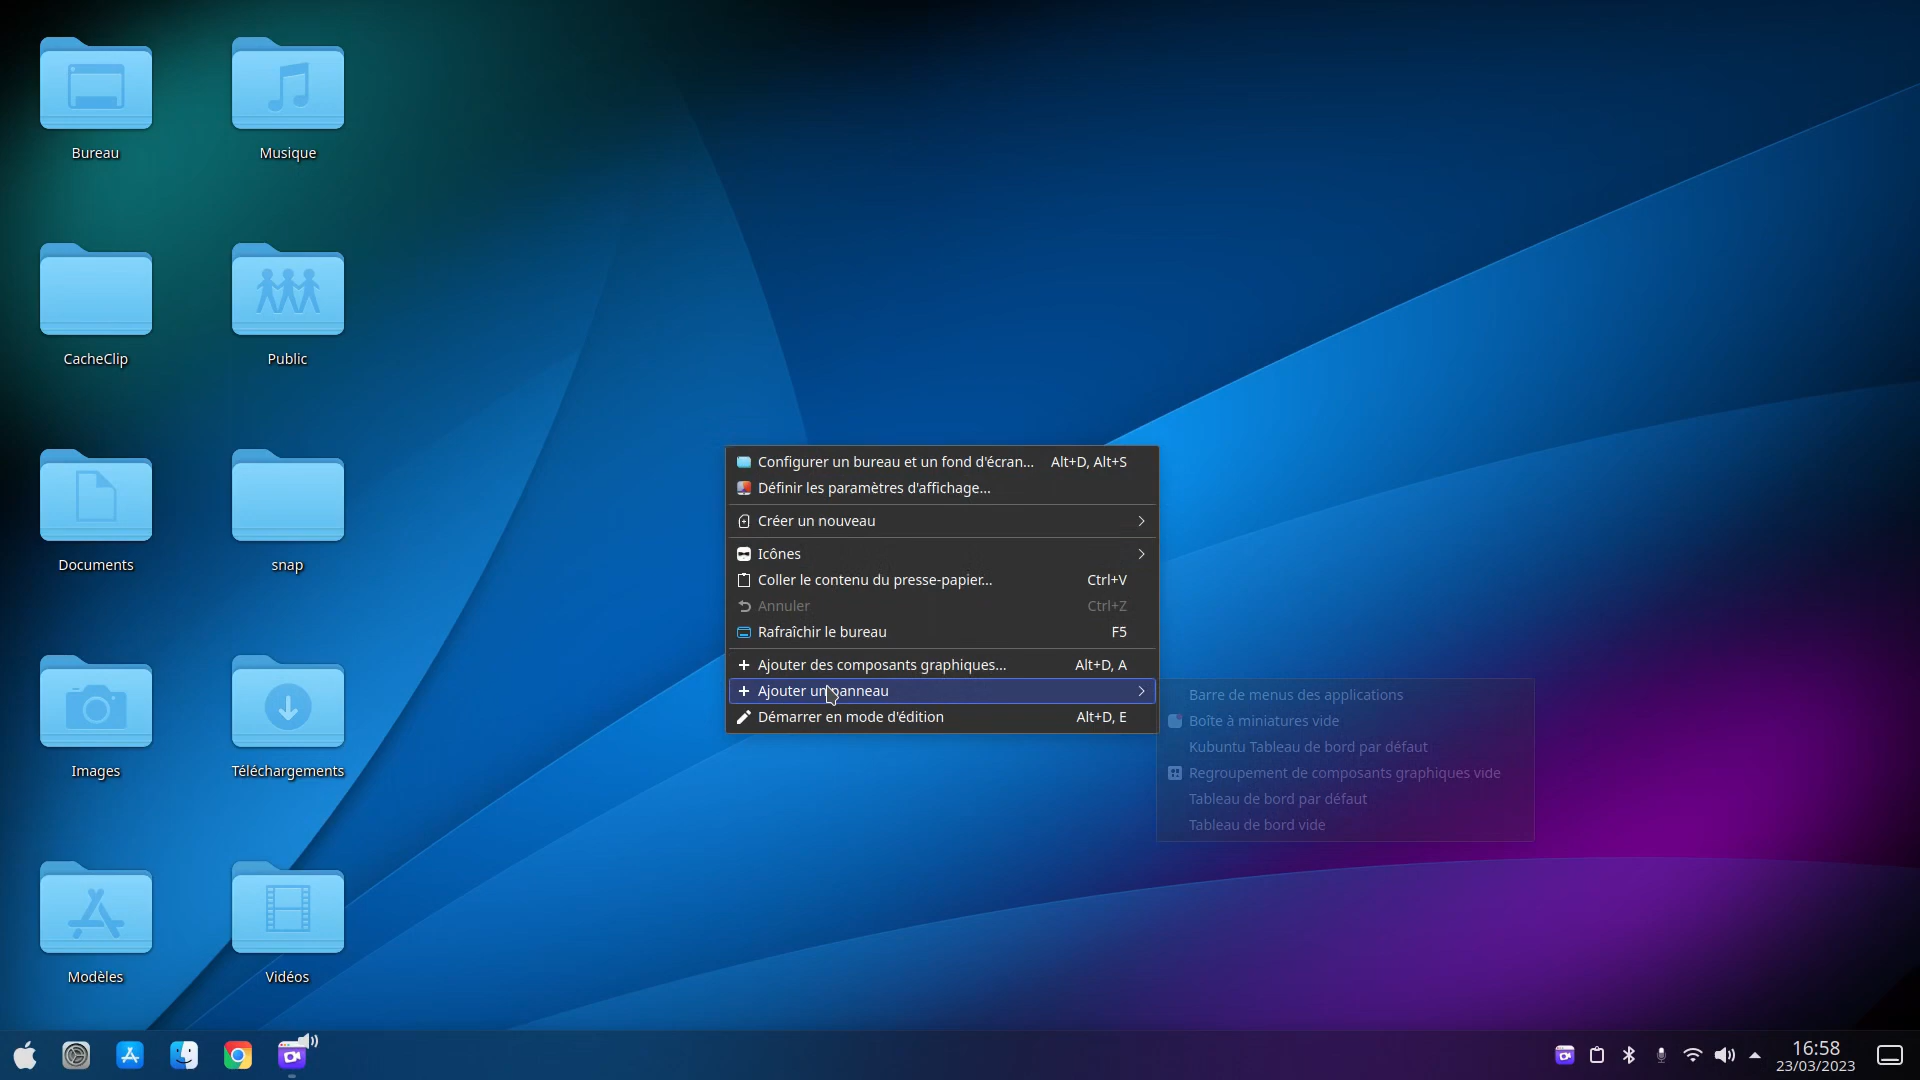 Bureau
Musique
CacheClip
Public
Documents
snap
Images
Téléchargements
Modèles
Vidéos
Configurer un bureau et un fond d'écran... Alt+D, Alt+S
Définir les paramètres d'affichage...
Créer un nouveau
Icônes
Coller le contenu du presse-papier... Ctrl+V
Annuler Ctrl+Z
Rafraîchir le bureau F5
Ajouter des composants graphiques... Alt+D, A
Ajouter un panneau
Démarrer en mode d'édition Alt+D, E
Barre de menus des applications
Boîte à miniatures vide
Kubuntu Tableau de bord par défaut
Regroupement de composants graphiques vide
Tableau de bord par défaut
Tableau de bord vide
16:58
23/03/2023